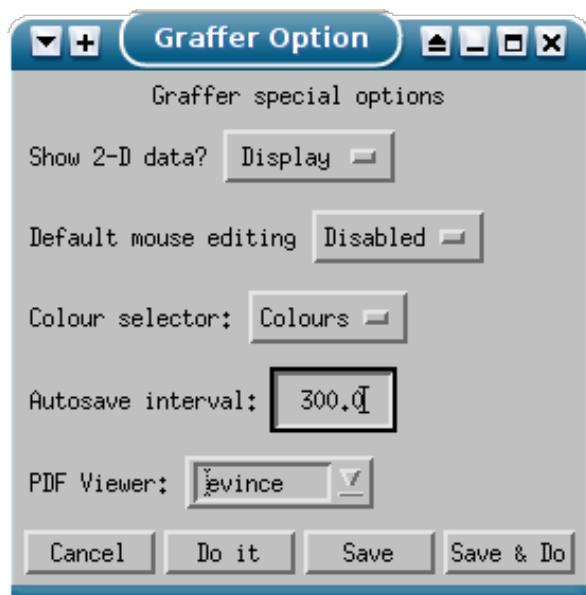 Graffer Option
Graffer special options
Show 2-D data? Display
Default mouse editing Disabled
Colour selector: Colours
Autosave interval: 300.0
PDF Viewer: evince
Cancel Do it Save Save & Do